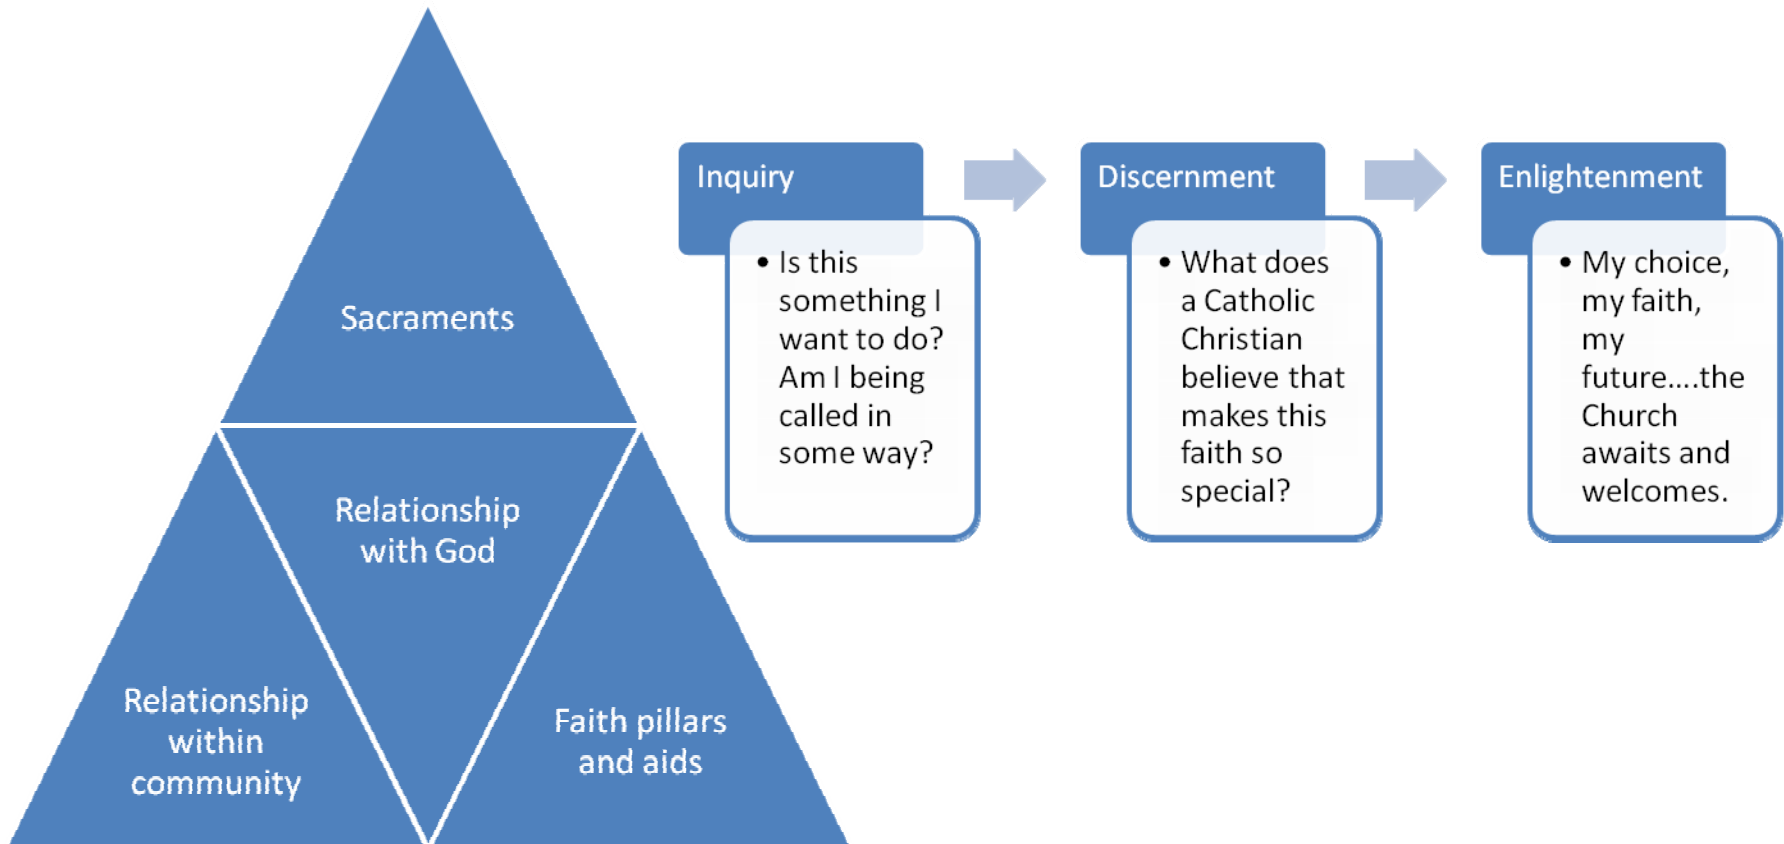 Sacraments
Relationship
with God
Relationship
within
community
Faith pillars
and aids
Inquiry
• Is this
something I
want to do?
Am I being
called in
some way?
Discernment
• What does
a Catholic
Christian
believe that
makes this
faith so
special?
Enlightenment
• My choice,
my faith,
my
future....the
Church
awaits and
welcomes.